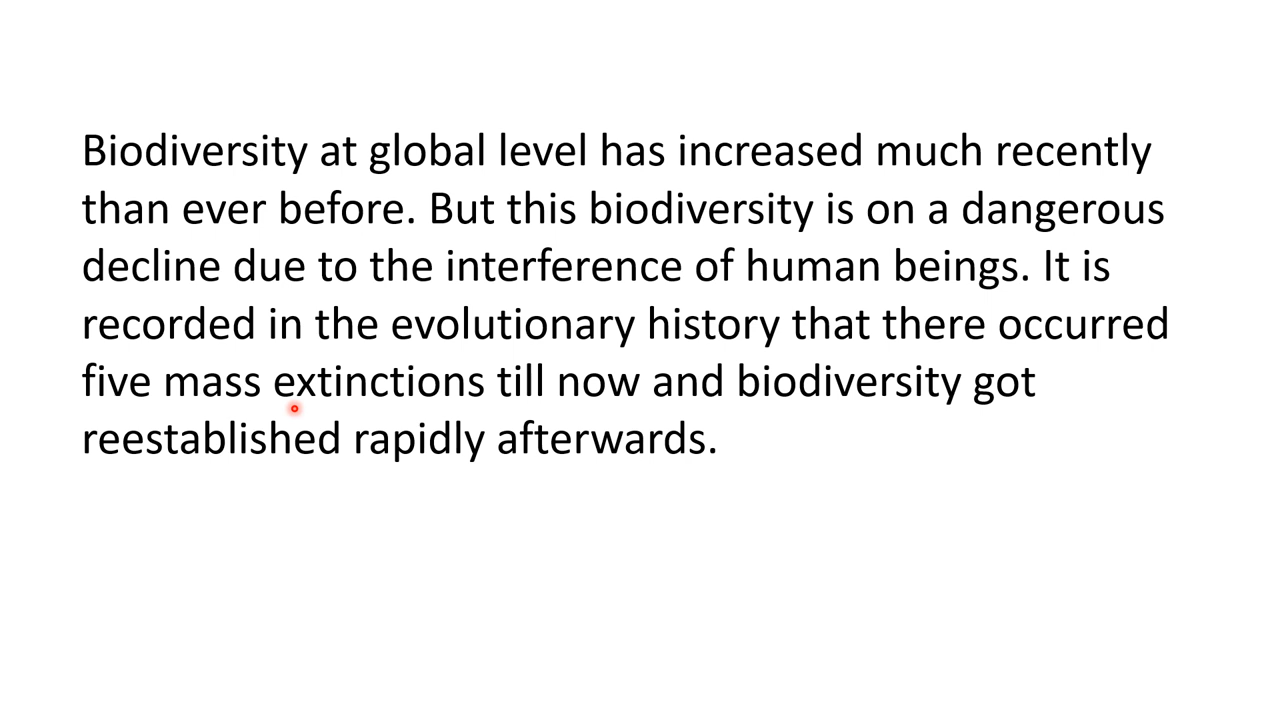 Biodiversity at global level has increased much recently
than ever before. But this biodiversity is on a dangerous
decline due to the interference of human beings. It is
recorded in the evolutionary history that there occurred
five mass extinctions till now and biodiversity got
reestablished rapidly afterwards.